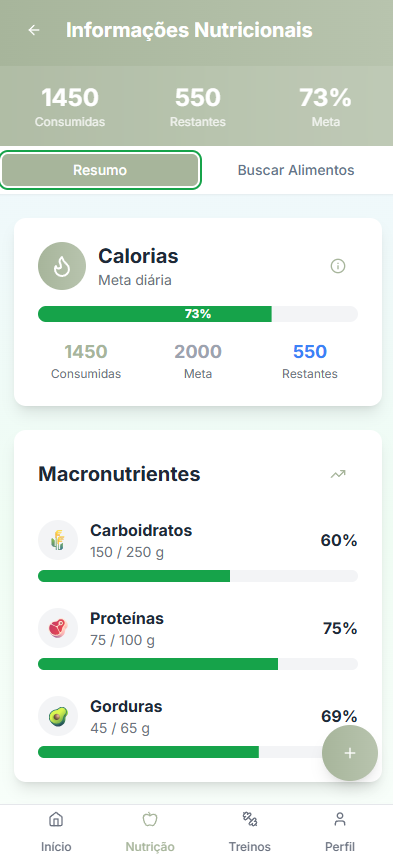 Informações Nutricionais
1450 550 73%
Consumidas Restantes Meta
Resumo Buscar Alimentos
Calorias
Meta diária
73%
1450 2000 550
Consumidas Meta Restantes
Macronutrientes
Carboidratos
150 / 250 g
60%
Proteínas
75 / 100 g
75%
Gorduras
45 / 65 g
69%
+
Início Nutrição Treinos Perfil